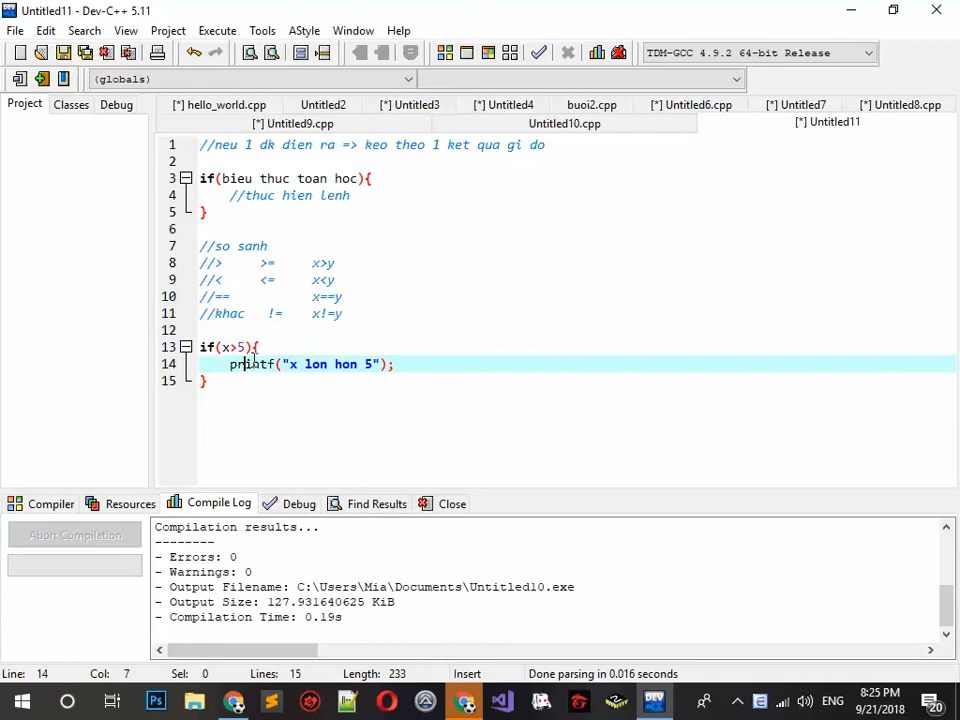 Untitled11 - Dev-C++ 5.11
File Edit Search View Project Execute Tools AStyle Window Help
TDM-GCC 4.9.2 64-bit Release
(globals)
Project Classes Debug
[*] hello_world.cpp Untitled2 [*] Untitled3 [*] Untitled4 buoi2.cpp [*] Untitled6.cpp [*] Untitled7 [*] Untitled8.cpp
[*] Untitled9.cpp Untitled10.cpp [*] Untitled11
1 //neu 1 dk dien ra => keo theo 1 ket qua gi do
2
3 if(bieu thuc toan hoc){
4 //thuc hien lenh
5 }
6
7 //so sanh
8 //> >= x>y
9 //< <= x<y
10 //== x==y
11 //khac != x!=y
12
13 if(x>5){
14 printf("x lon hon 5");
15 }
Compiler Resources Compile Log Debug Find Results Close
Abort Compilation
Compilation results...
--------
- Errors: 0
- Warnings: 0
- Output Filename: C:\Users\Mia\Documents\Untitled10.exe
- Output Size: 127.931640625 KiB
- Compilation Time: 0.19s
Line: 14 Col: 7 Sel: 0 Lines: 15 Length: 233 Insert Done parsing in 0.016 seconds
Ps
DEV
ENG
8:25 PM
9/21/2018
20